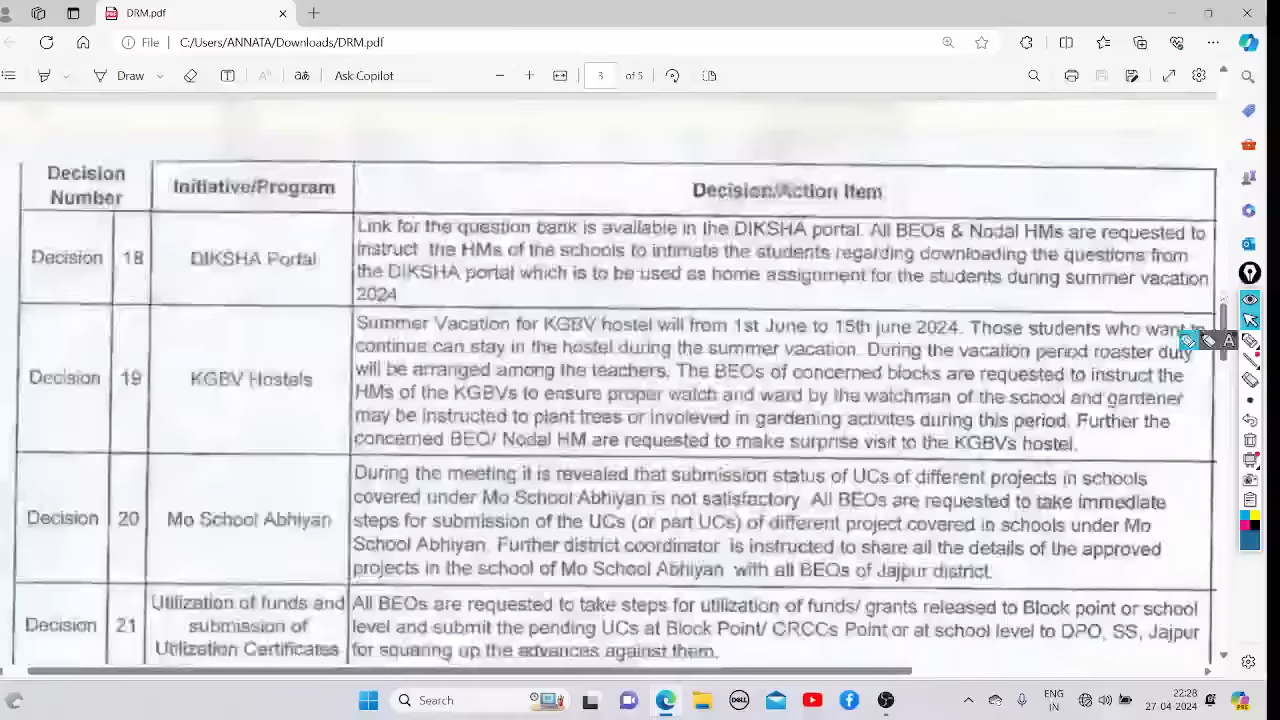 DRM.pdf
File
C:/Users/ANNATA/Downloads/DRM.pdf
Draw
Ask Copilot
3 of 5
Decision Number
Initiative/Program
Decision/Action Item
Decision 18
DIKSHA Portal
Link for the question bank is available in the DIKSHA portal. All BEOs & Nodal HMs are requested to
instruct the HMs of the schools to intimate the students regarding downloading the questions from
the DIKSHA portal which is to be used as home assignment for the students during summer vacation
2024
Decision 19
KGBV Hostels
Summer Vacation for KGBV hostel will from 1st June to 15th june 2024. Those students who want to
continue can stay in the hostel during the summer vacation. During the vacation period roaster duty
will be arranged among the teachers. The BEOs of concerned blocks are requested to instruct the
HMs of the KGBVs to ensure proper watch and ward by the watchman of the school and gardener
may be instructed to plant trees or involeved in gardening activites during this period. Further the
concerned BEO/ Nodal HM are requested to make surprise visit to the KGBVs hostel.
Decision 20
Mo School Abhiyan
During the meeting it is revealed that submission status of UCs of different projects in schools
covered under Mo School Abhiyan is not satisfactory. All BEOs are requested to take immediate
steps for submission of the UCs (or part UCs) of different project covered in schools under Mo
School Abhiyan. Further district coordinator is instructed to share all the details of the approved
projects in the school of Mo School Abhiyan with all BEOs of Jajpur district.
Decision 21
Utilization of funds and
submission of
Utilization Certificates
All BEOs are requested to take steps for utilization of funds/ grants released to Block point or school
level and submit the pending UCs at Block Point/ CRCCs Point or at school level to DPO, SS, Jajpur
for squaring up the advances against them.
A
Search
DELL
ENG
IN
22:28
27-04-2024